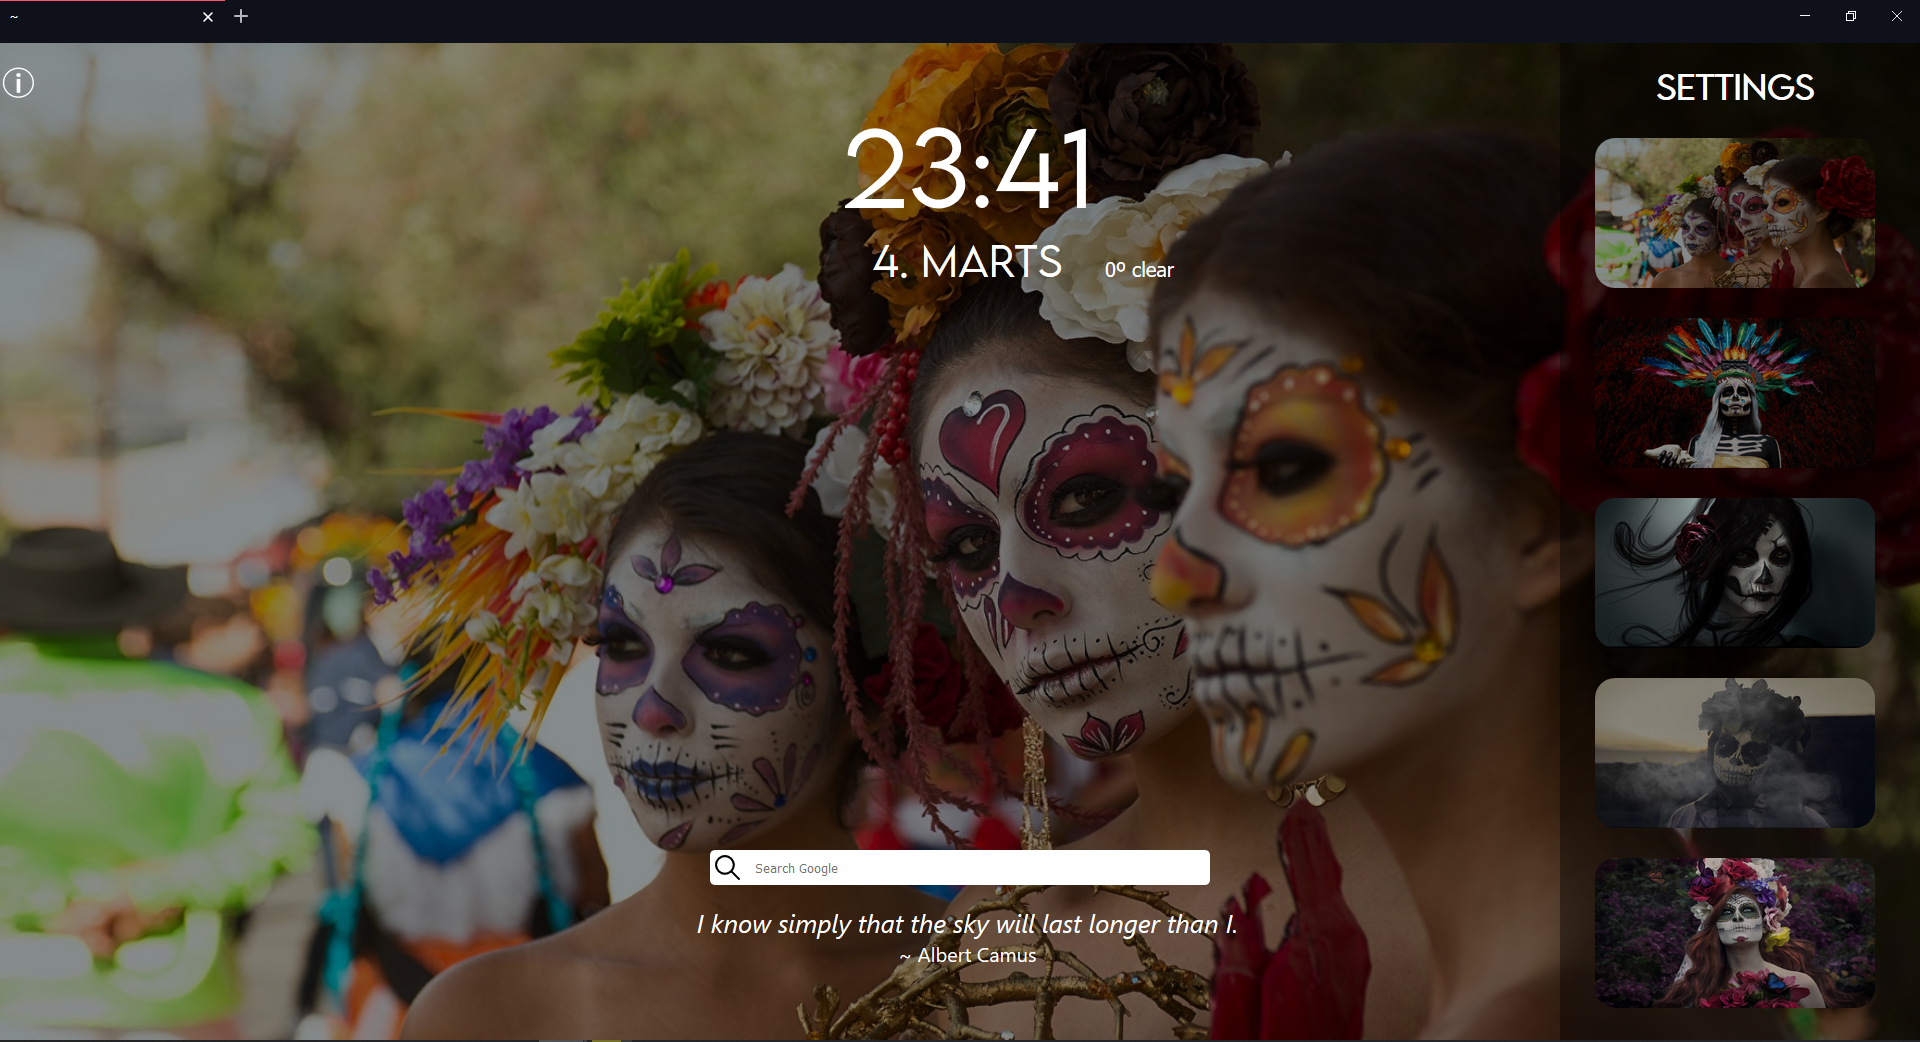 ~
SETTINGS
23:41
4. MARTS
0º clear
Search Google
I know simply that the sky will last longer than I.
~ Albert Camus